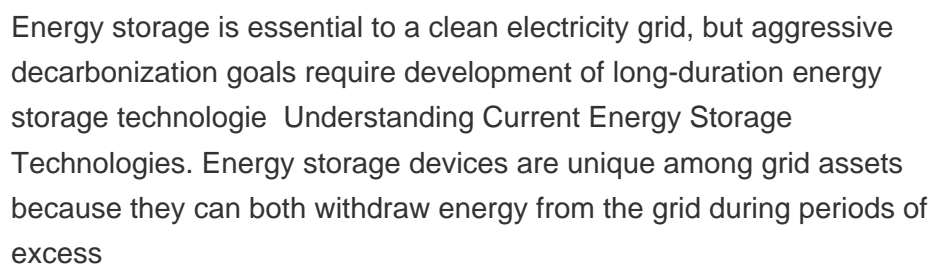 Energy storage is essential to a clean electricity grid, but aggressive
decarbonization goals require development of long-duration energy
storage technologie  Understanding Current Energy Storage
Technologies. Energy storage devices are unique among grid assets
because they can both withdraw energy from the grid during periods of
excess